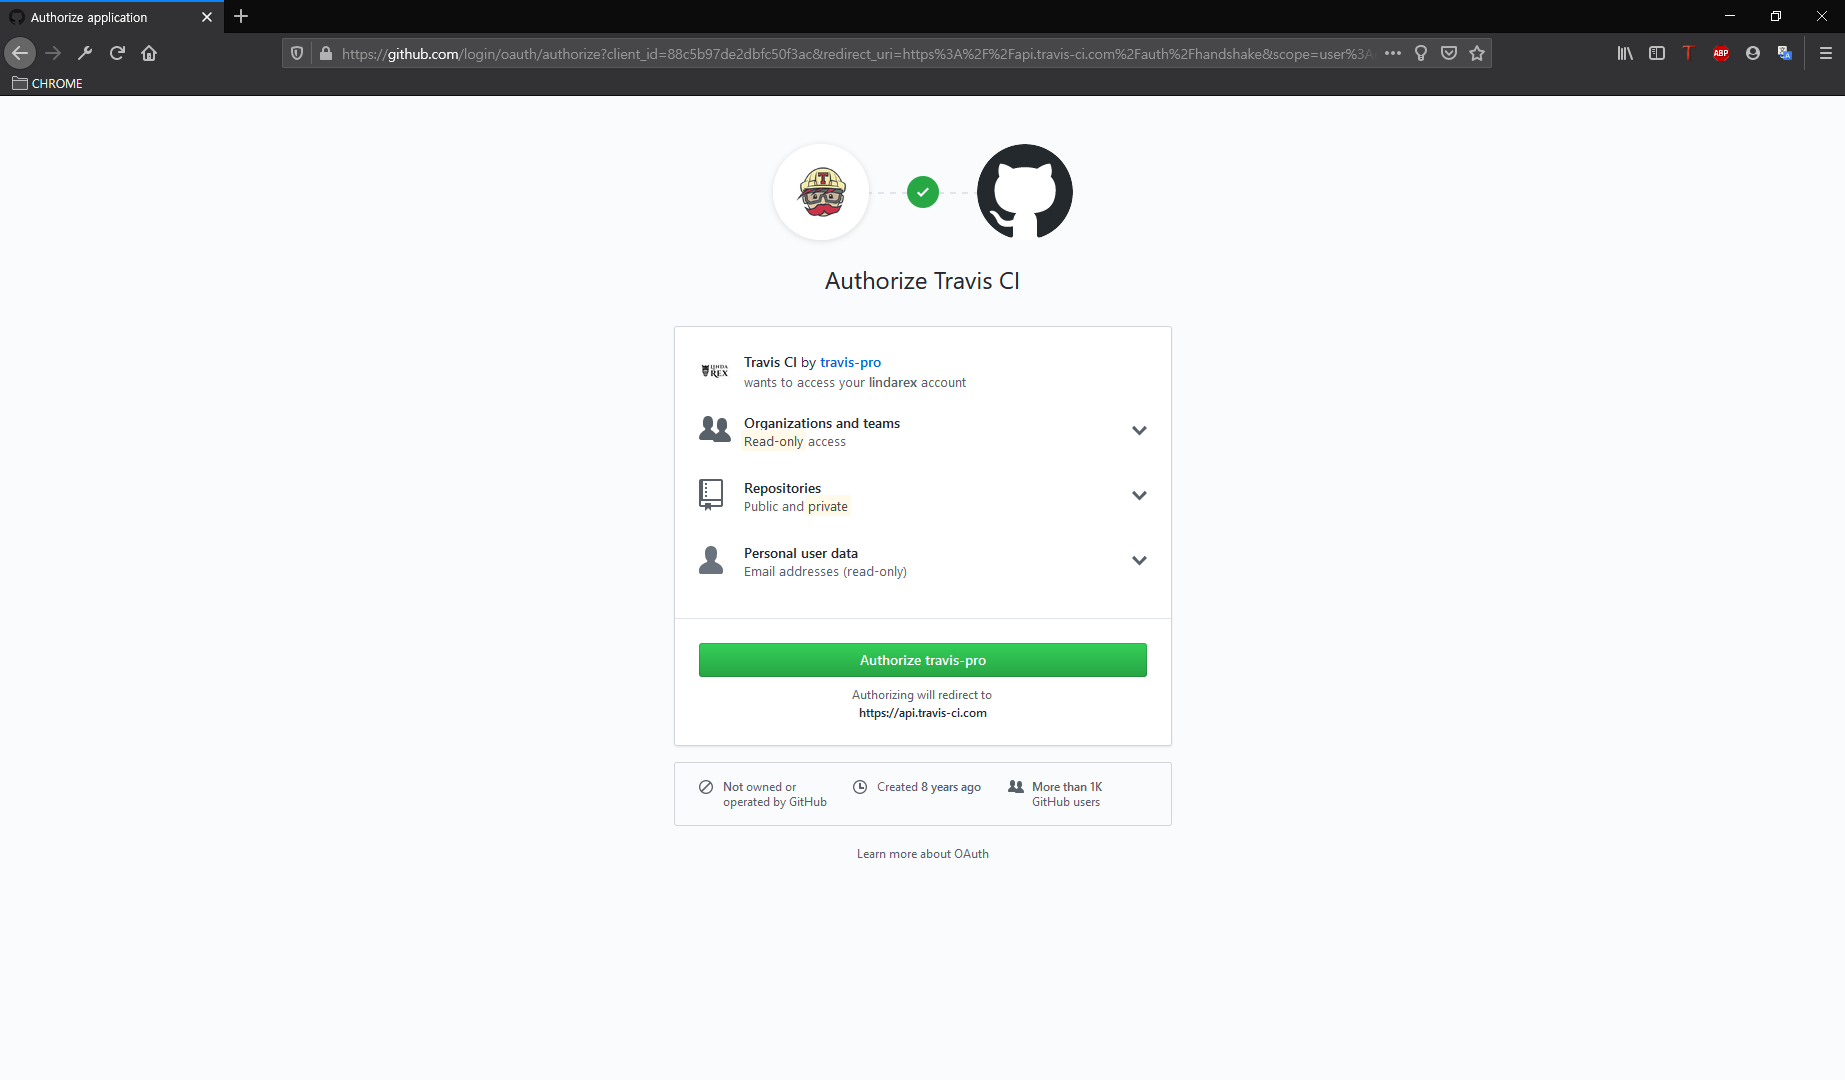 Authorize application
https://github.com/login/oauth/authorize?client_id=88c5b97de2dbfc50f3ac&redirect_uri=https%3A%2F%2Fapi.travis-ci.com%2Fauth%2Fhandshake&scope=user%3A
ABP
CHROME
T
Authorize Travis CI
LINDA
REX
Travis CI by travis-pro
wants to access your lindarex account
Organizations and teams
Read-only access
Repositories
Public and private
Personal user data
Email addresses (read-only)
Authorize travis-pro
Authorizing will redirect to
https://api.travis-ci.com
Not owned or
operated by GitHub
Created 8 years ago
More than 1K
GitHub users
Learn more about OAuth